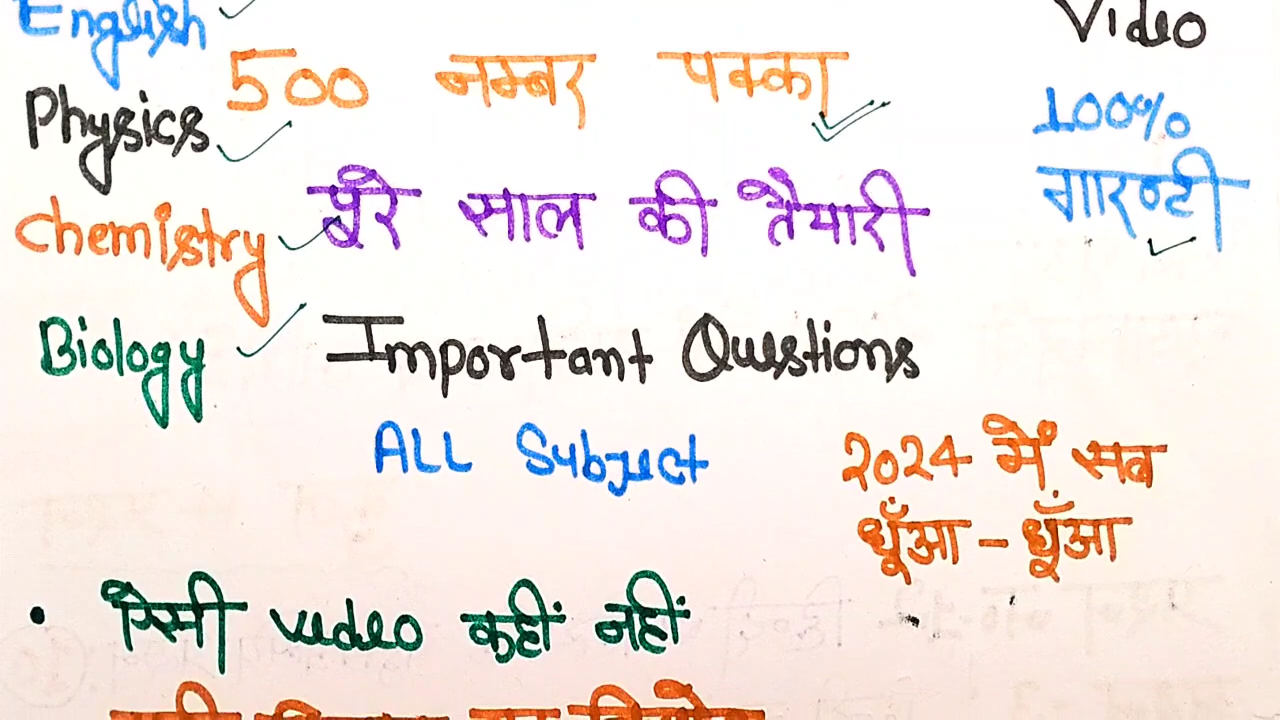 English
Video
500 नम्बर पक्का
Physics
100%
गारण्टी
पूरे साल की तैयारी
Chemistry
Biology
Important Questions
ALL Subject
2024 में सब
धूँआ - धूँआ
• ऐसी video कहीं नहीं